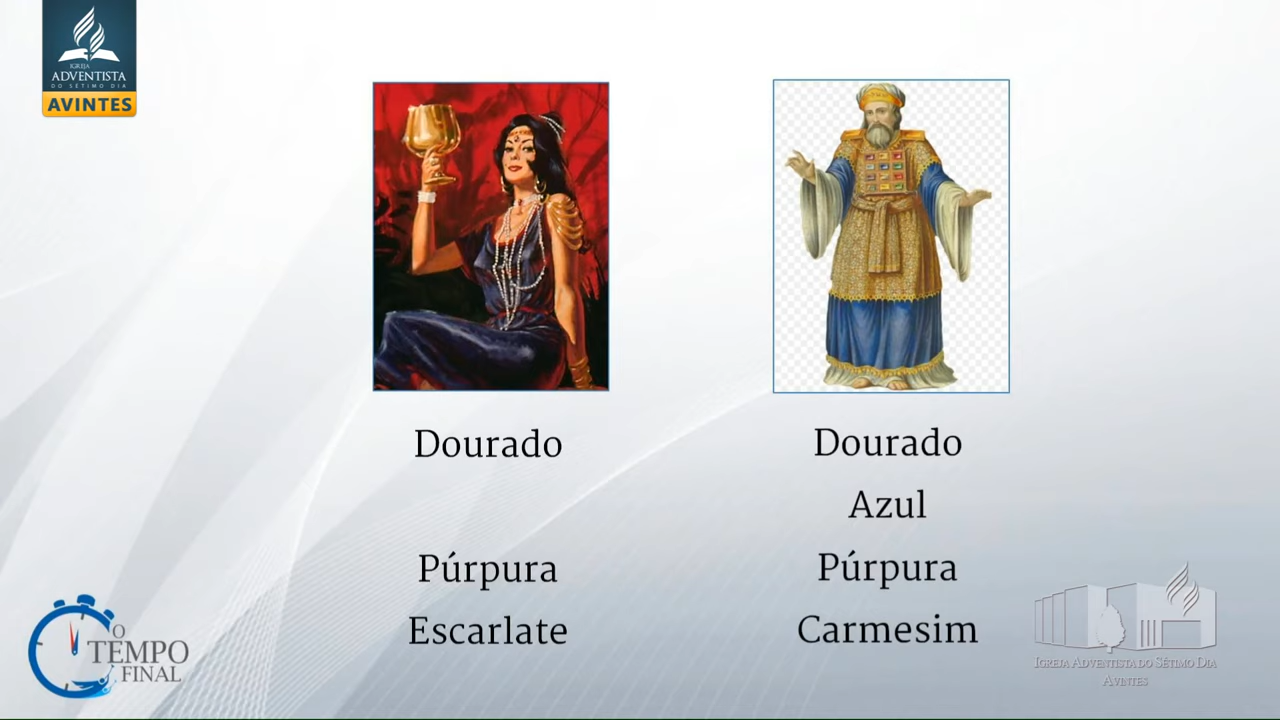 IGREJA
ADVENTISTA
DO SÉTIMO DIA
AVINTES
Dourado
Púrpura
Escarlate
Dourado
Azul
Púrpura
Carmesim
O
TEMPO
FINAL
IGREJA ADVENTISTA DO SÉTIMO DIA
AVINTES